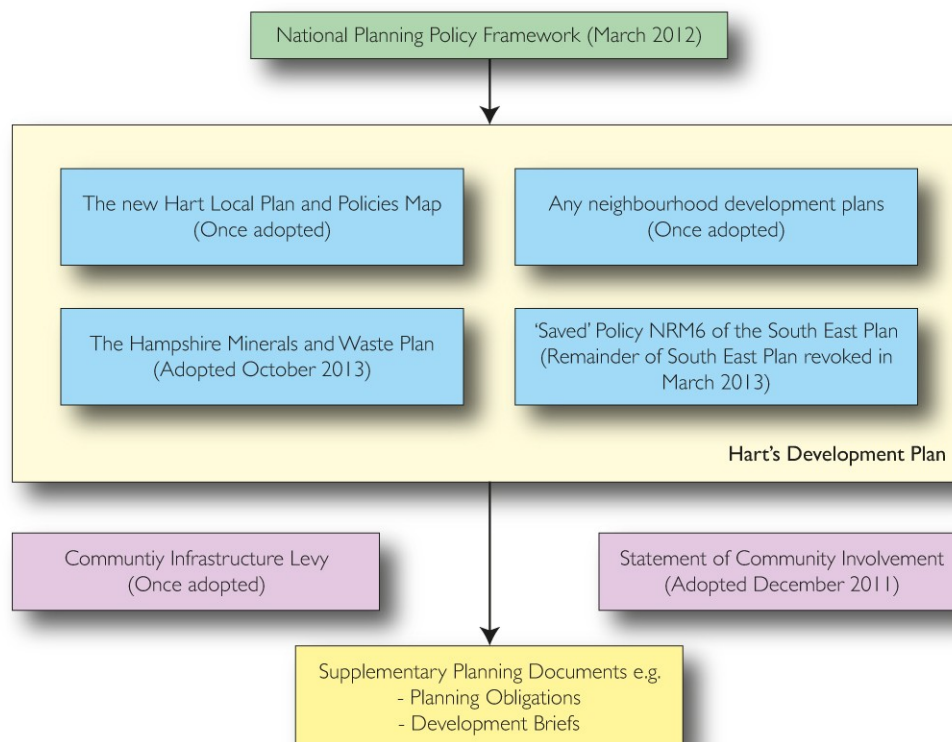 National Planning Policy Framework (March 2012)
The new Hart Local Plan and Policies Map
(Once adopted)
Any neighbourhood development plans
(Once adopted)
The Hampshire Minerals and Waste Plan
(Adopted October 2013)
‘Saved’ Policy NRM6 of the South East Plan
(Remainder of South East Plan revoked in
March 2013)
Hart’s Development Plan
Communtiy Infrastructure Levy
(Once adopted)
Statement of Community Involvement
(Adopted December 2011)
Supplementary Planning Documents e.g.
- Planning Obligations
- Development Briefs